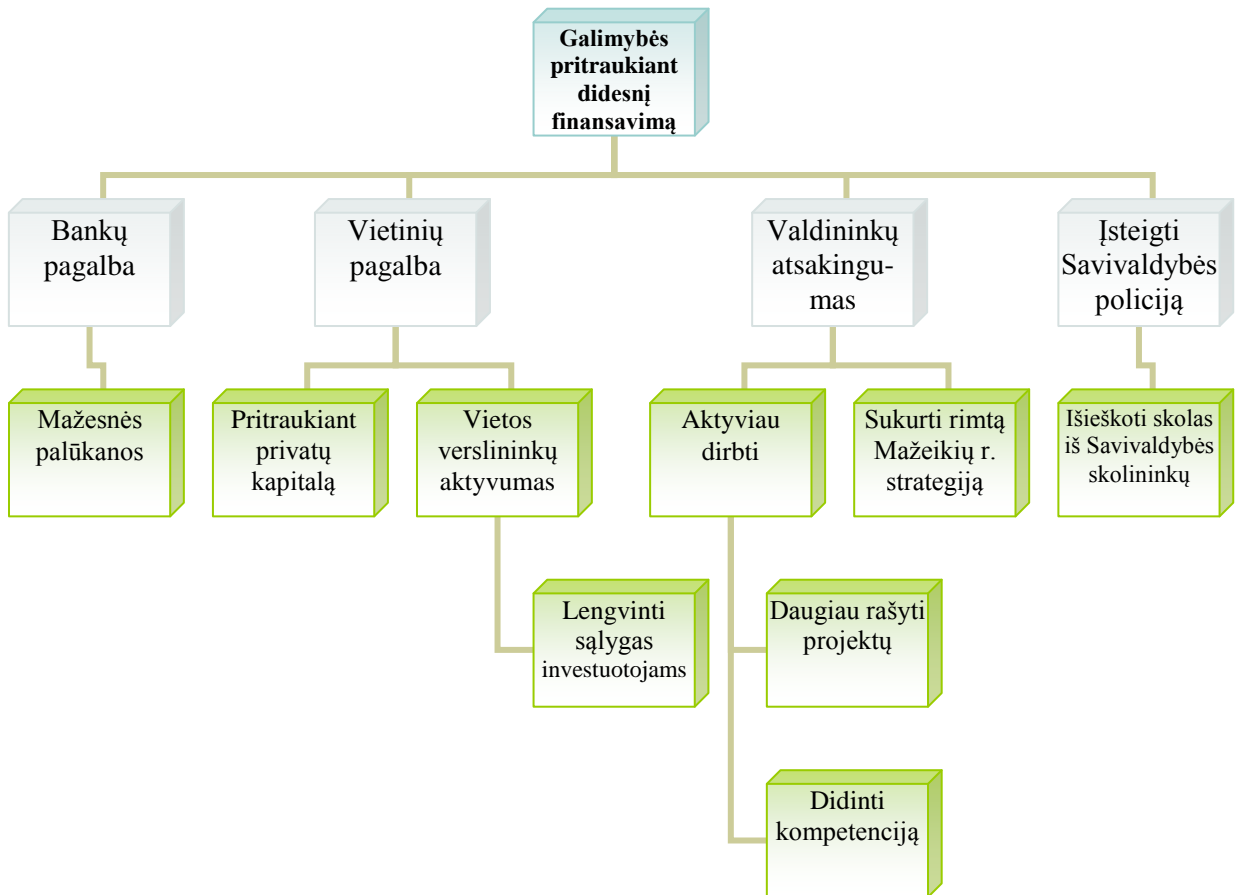 Galimybės
pritraukiant
didesnį
finansavimą
Bankų
pagalba
Vietinių
pagalba
Valdininkų
atsakingu-
mas
Įsteigti
Savivaldybės
policiją
Mažesnės
palūkanos
Pritraukiant
privatų
kapitalą
Vietos
verslininkų
aktyvumas
Aktyviau
dirbti
Sukurti rimtą
Mažeikių r.
strategiją
Išieškoti skolas
iš Savivaldybės
skolininkų
Lengvinti
sąlygas
investuotojams
Daugiau rašyti
projektų
Didinti
kompetenciją